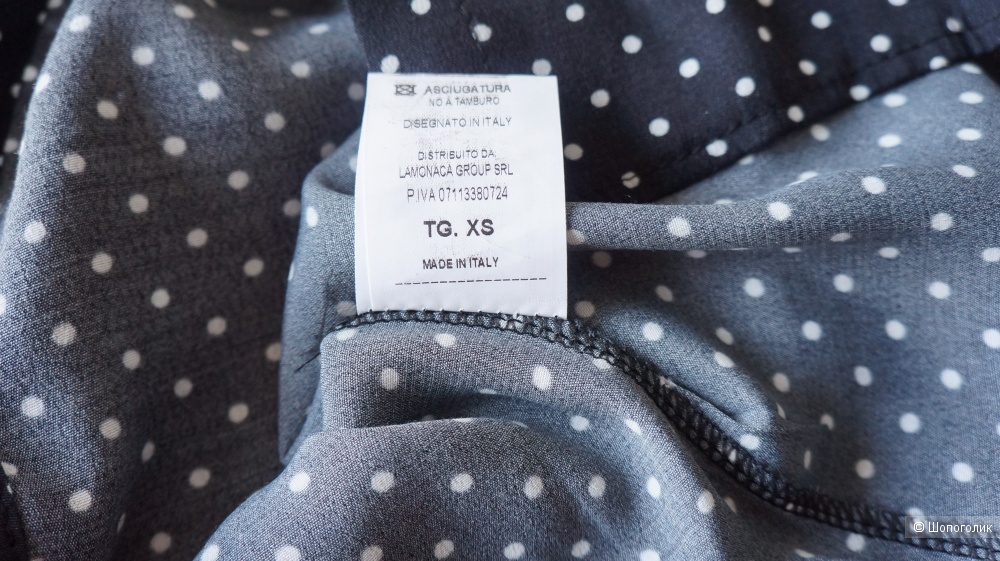 ASCIUGATURA
NO A TAMBURO
DISEGNATO IN ITALY
DISTRIBUITO DA
LAMONACA GROUP SRL
P.IVA 07113380724
TG. XS
MADE IN ITALY
© Шопоголик